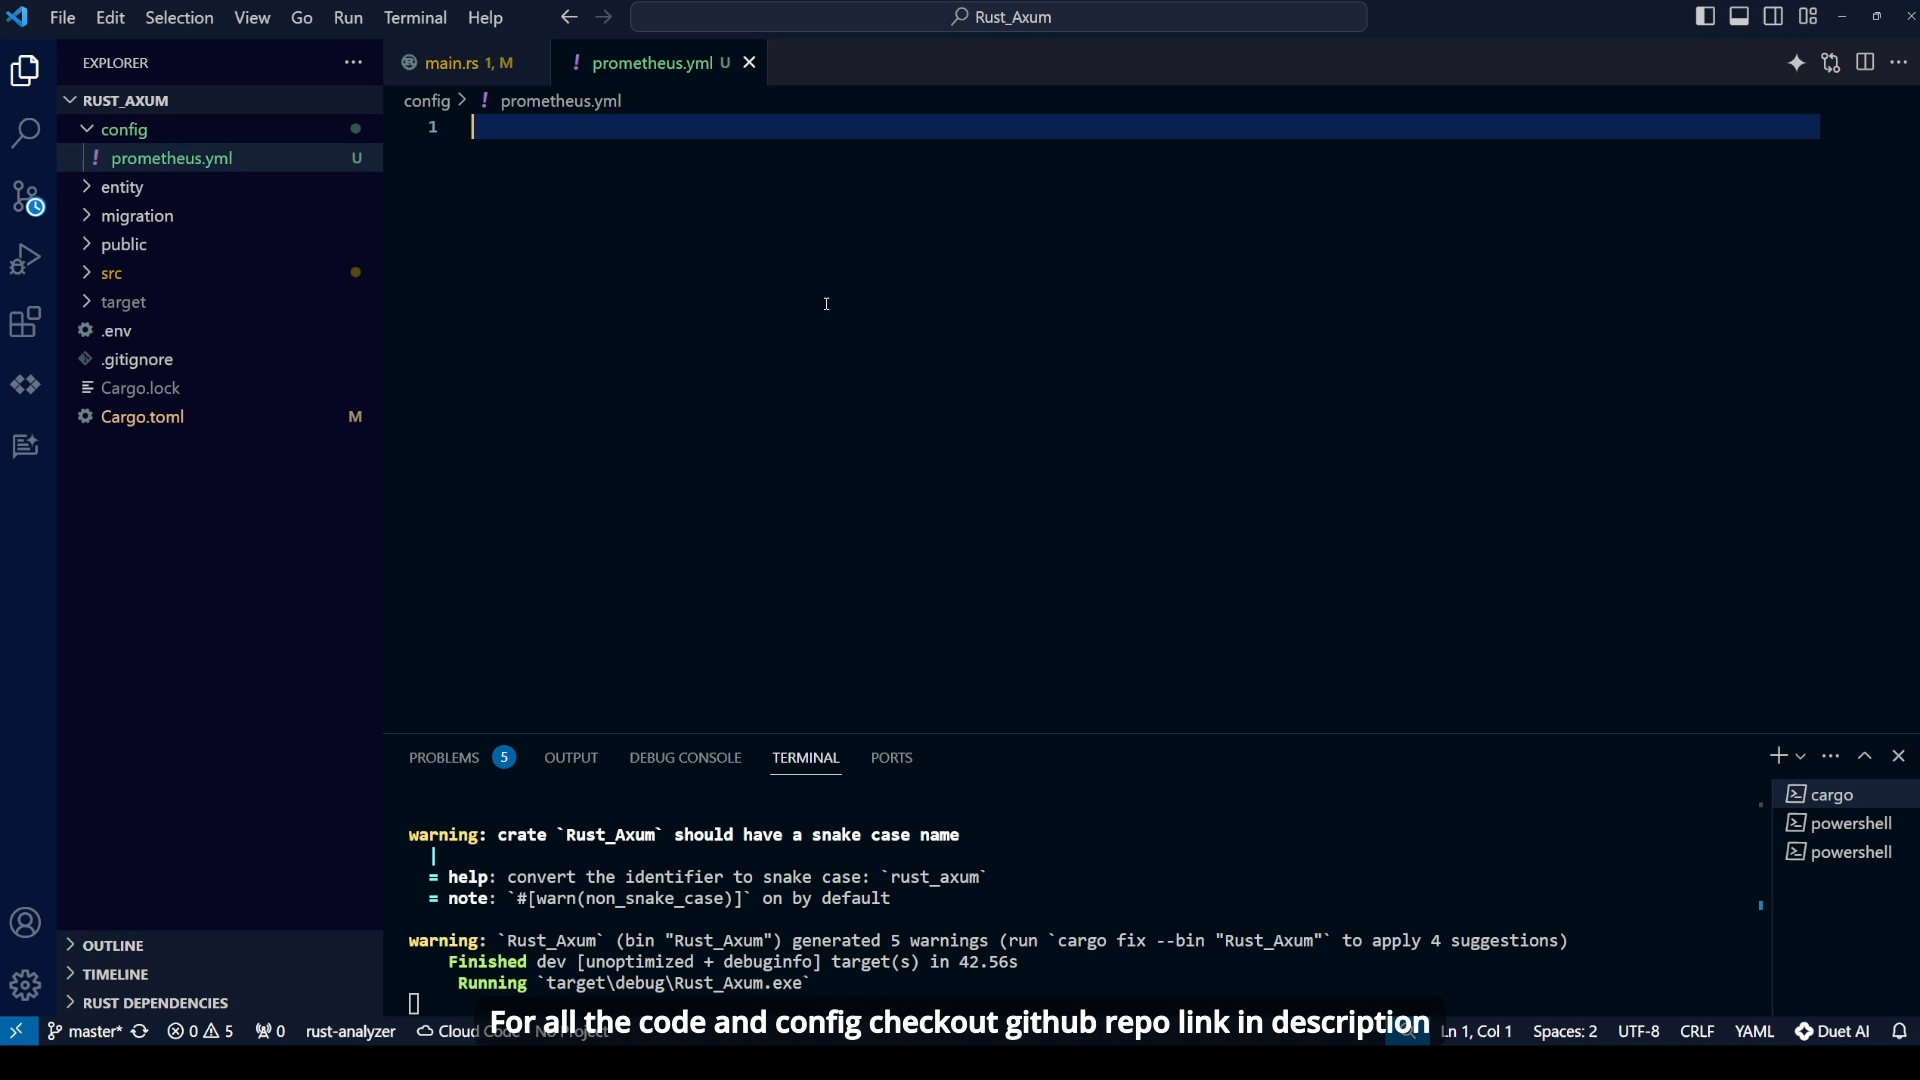 File Edit Selection View Go Run Terminal Help
Rust_Axum
EXPLORER
RUST_AXUM
config
prometheus.yml U
entity
migration
public
src
target
.env
.gitignore
Cargo.lock
Cargo.toml M
OUTLINE
TIMELINE
RUST DEPENDENCIES
main.rs 1, M
! prometheus.yml U
config > ! prometheus.yml
1
PROBLEMS 5 OUTPUT DEBUG CONSOLE TERMINAL PORTS
cargo
powershell
powershell
warning: crate `Rust_Axum` should have a snake case name
|
= help: convert the identifier to snake case: `rust_axum`
= note: `#[warn(non_snake_case)]` on by default
warning: `Rust_Axum` (bin "Rust_Axum") generated 5 warnings (run `cargo fix --bin "Rust_Axum"` to apply 4 suggestions)
Finished dev [unoptimized + debuginfo] target(s) in 42.56s
Running `target\debug\Rust_Axum.exe`
For all the code and config checkout github repo link in description
master* 0 5 0 rust-analyzer Cloud Code No Project Ln 1, Col 1 Spaces: 2 UTF-8 CRLF YAML Duet AI